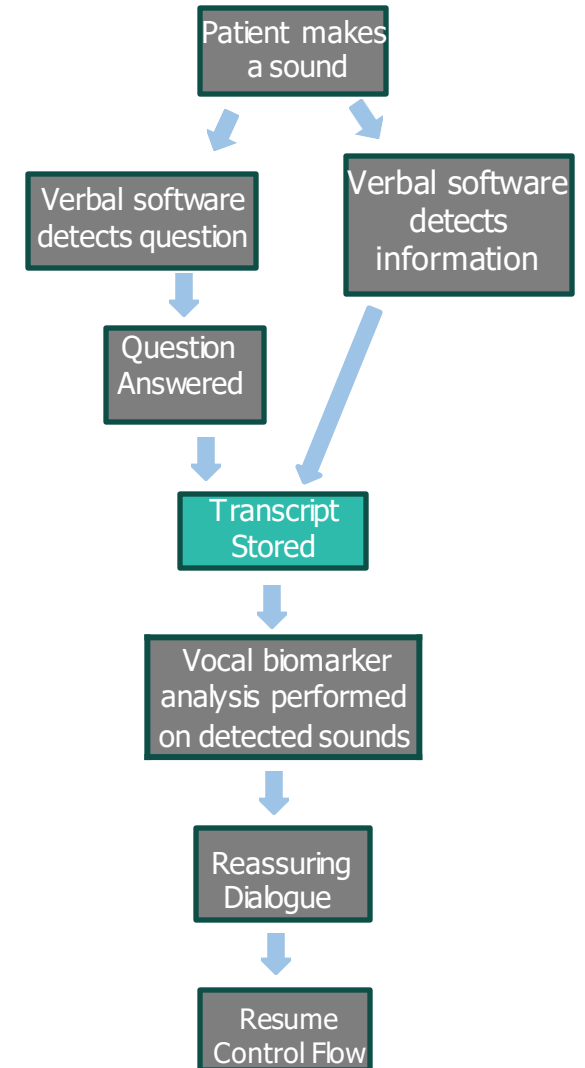 Patient makes
a sound
Verbal software
detects question
Verbal software
detects
information
Question
Answered
Transcript
Stored
Vocal biomarker
analysis performed
on detected sounds
Reassuring
Dialogue
Resume
Control Flow